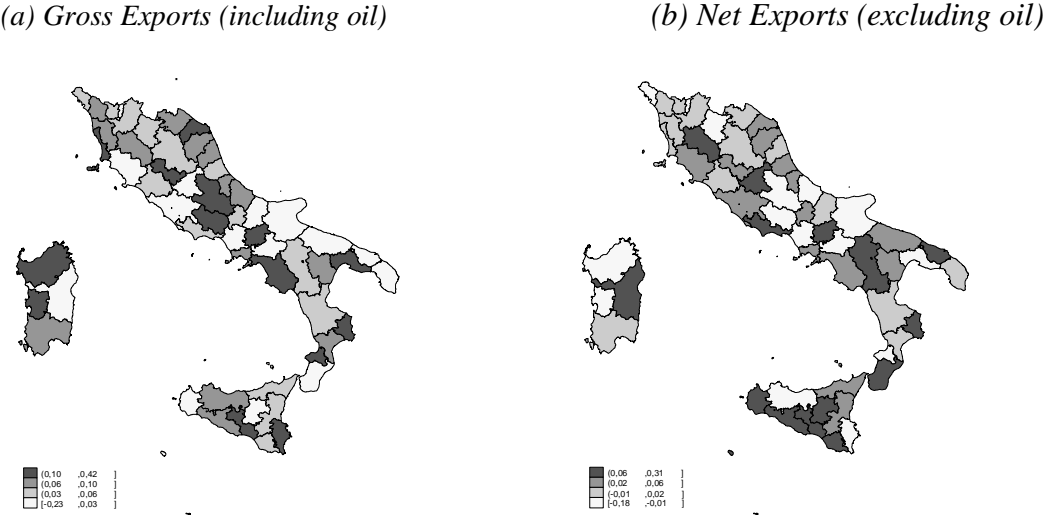 (a) Gross Exports (including oil)
(b) Net Exports (excluding oil)
(0,10 ,0,42 ]
(0,06 ,0,10 ]
(0,03 ,0,06 ]
[-0,23 ,0,03 ]
(0,06 ,0,31 ]
(0,02 ,0,06 ]
(-0,01 ,0,02 ]
[-0,18 ,-0,01 ]